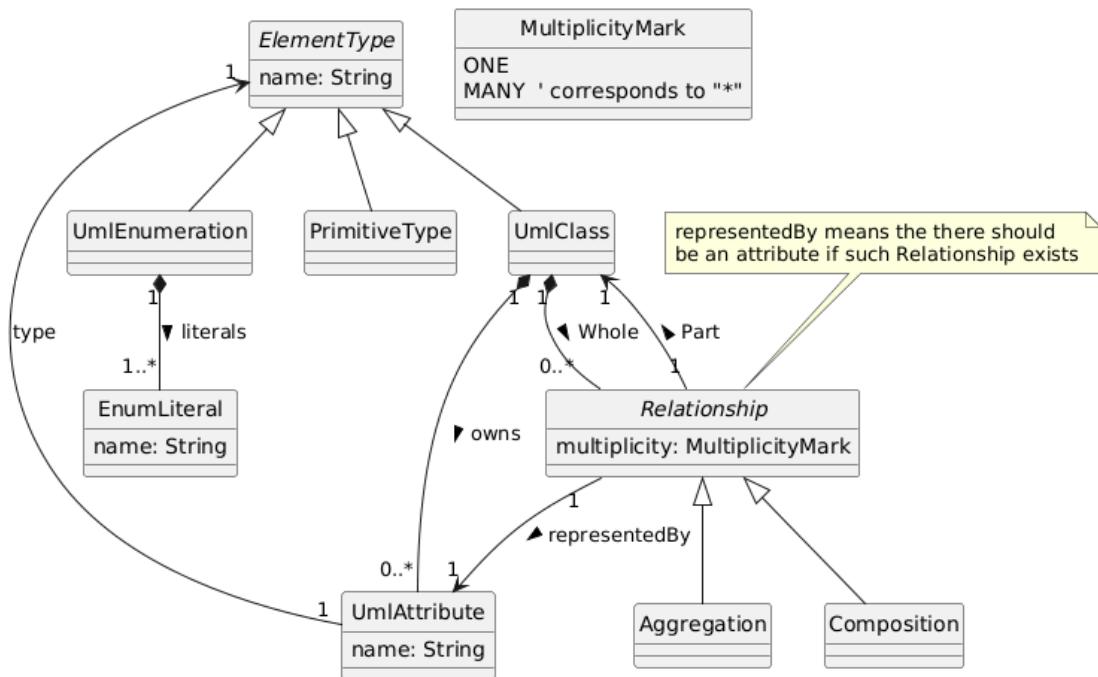 ElementType
name: String
MultiplicityMark
ONE
MANY ' corresponds to "*"
1
UmlEnumeration
PrimitiveType
UmlClass
representedBy means the there should
be an attribute if such Relationship exists
1
1
1
1
type
literals
Whole
Part
1..*
0..*
1
EnumLiteral
name: String
Relationship
multiplicity: MultiplicityMark
owns
1
representedBy
0..*
1
1
UmlAttribute
name: String
Aggregation
Composition